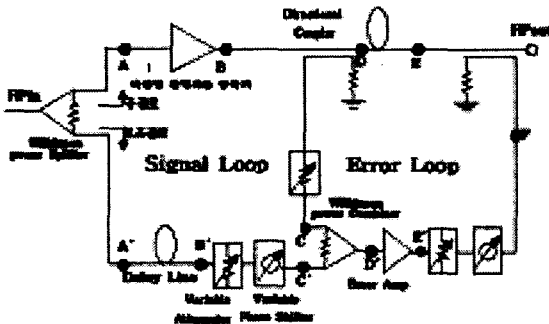 Directional
Coupler
RFout
A
B
D
E
RFin
Wilkinson
power Splitter
Signal Loop
Error Loop
Wilkinson
power Combiner
A'
B'
C
C'
D'
E'
Delay Line
Variable
Attenuator
Variable
Phase Shifter
Error Amp